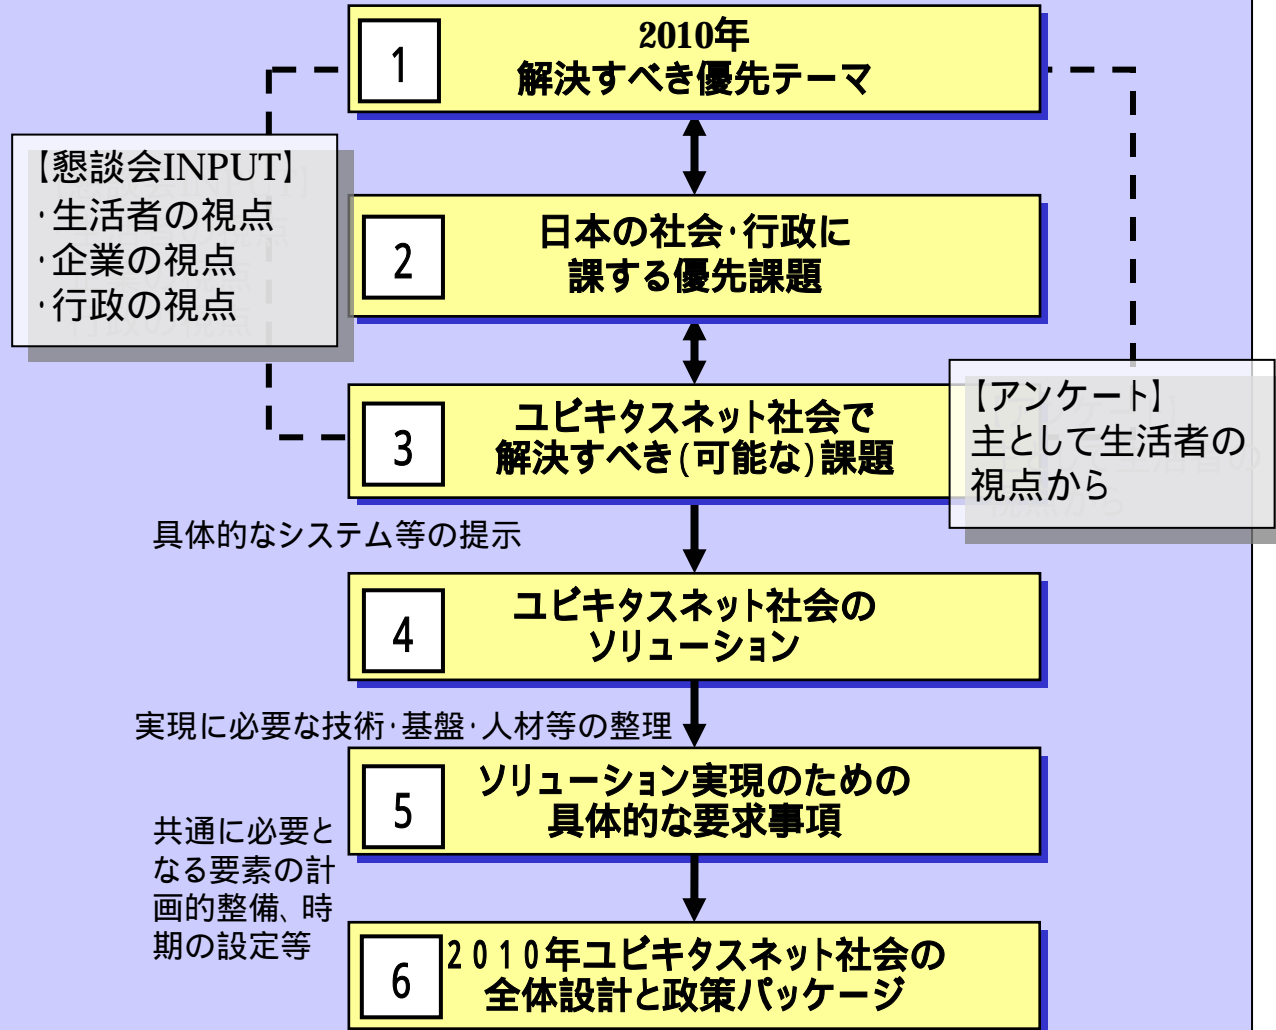 1
2010年
解決すべき優先テーマ
【懇談会INPUT】
・生活者の視点
・企業の視点
・行政の視点
2
日本の社会・行政に
課する優先課題
3
ユビキタスネット社会で
解決すべき(可能な)課題
【アンケート】
主として生活者の
視点から
具体的なシステム等の提示
4
ユビキタスネット社会の
ソリューション
実現に必要な技術・基盤・人材等の整理
5
ソリューション実現のための
具体的な要求事項
共通に必要と
なる要素の計
画的整備、時
期の設定等
6
2010年ユビキタスネット社会の
全体設計と政策パッケージ